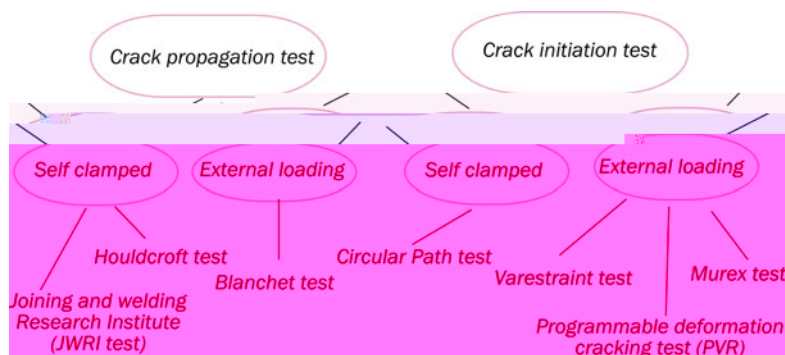 Crack propagation test
Crack initiation test
Self clamped
External loading
Self clamped
External loading
Houldcroft test
Circular Path test
Blanchet test
Varestraint test
Murex test
Joining and welding
Research Institute
(JWRI test)
Programmable deformation
cracking test (PVR)